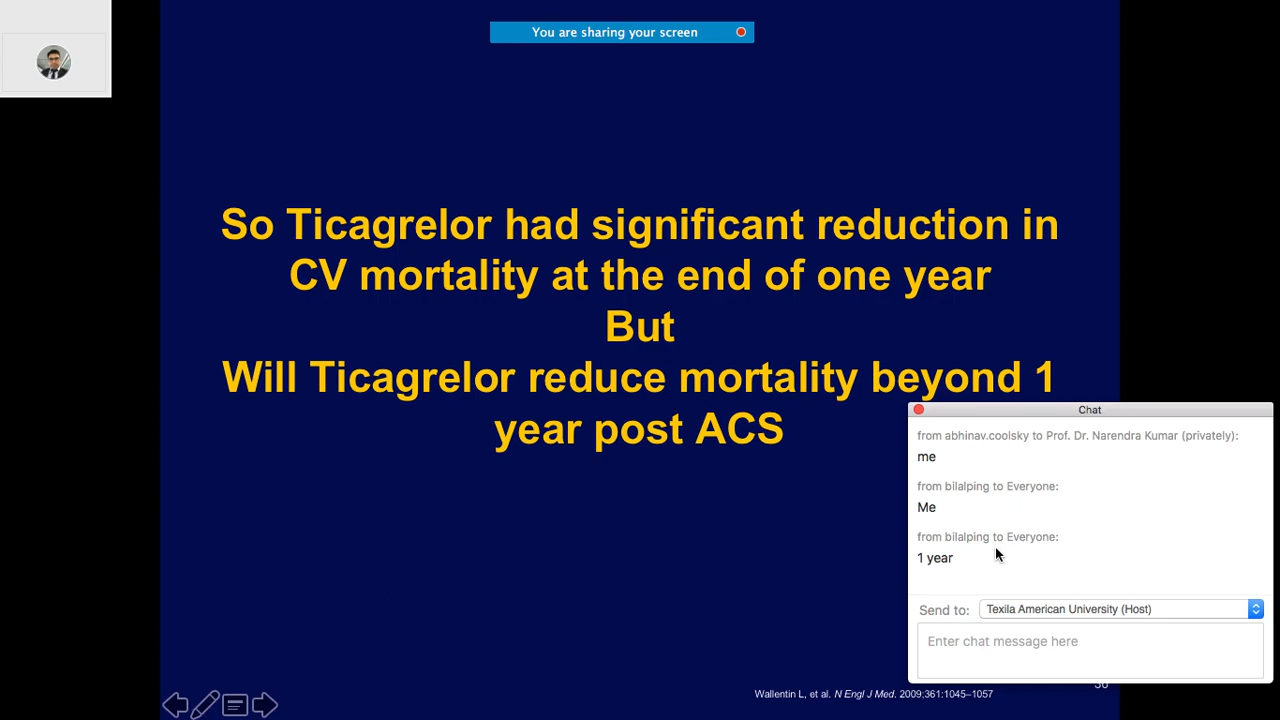 You are sharing your screen
So Ticagrelor had significant reduction in
CV mortality at the end of one year
But
Will Ticagrelor reduce mortality beyond 1
year post ACS
Chat
from abhinav.coolsky to Prof. Dr. Narendra Kumar (privately):
me
from bilalping to Everyone:
Me
from bilalping to Everyone:
1 year
Send to:
Texila American University (Host)
Enter chat message here
Wallentin L, et al. N Engl J Med. 2009;361:1045–1057